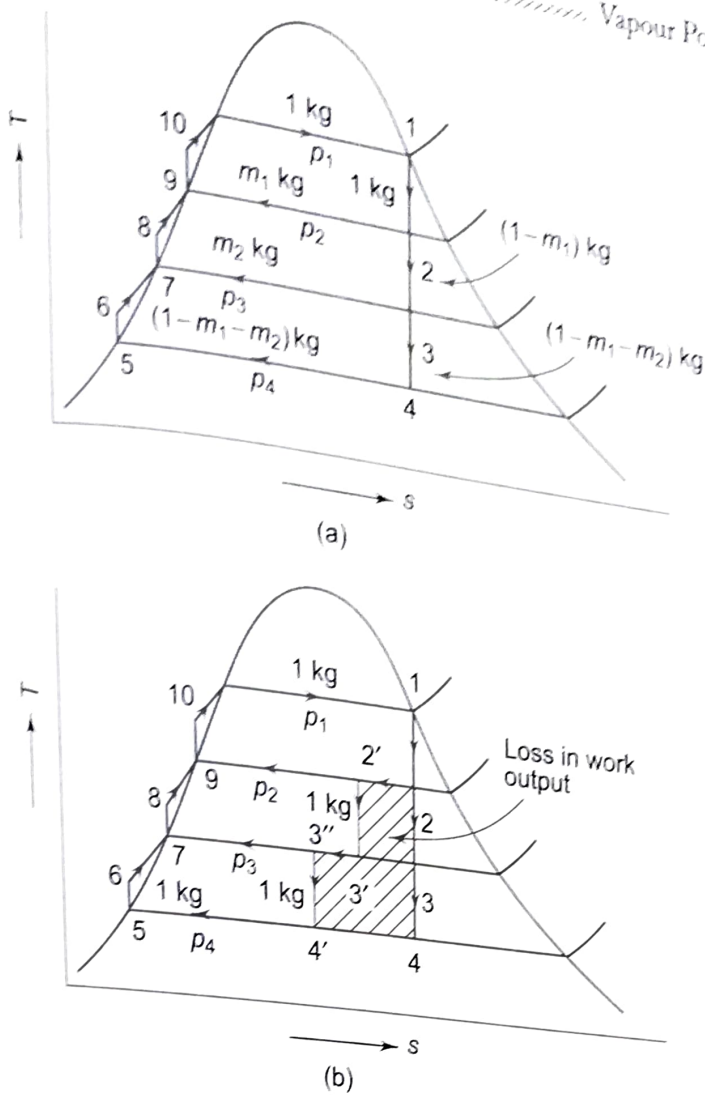 Vapour
T
1 kg
1
10
p1
9
m1 kg
1 kg
p2
8
(1−m1) kg
m2 kg
2
7
6
p3
(1−m1−m2) kg
3
(1−m1−m2) kg
5
p4
4
s
(a)
T
1 kg
1
10
p1
2′
Loss in work
output
9
p2
1 kg
8
2
3″
7
p3
6
1 kg
1 kg
3′
3
5
p4
4′
4
s
(b)